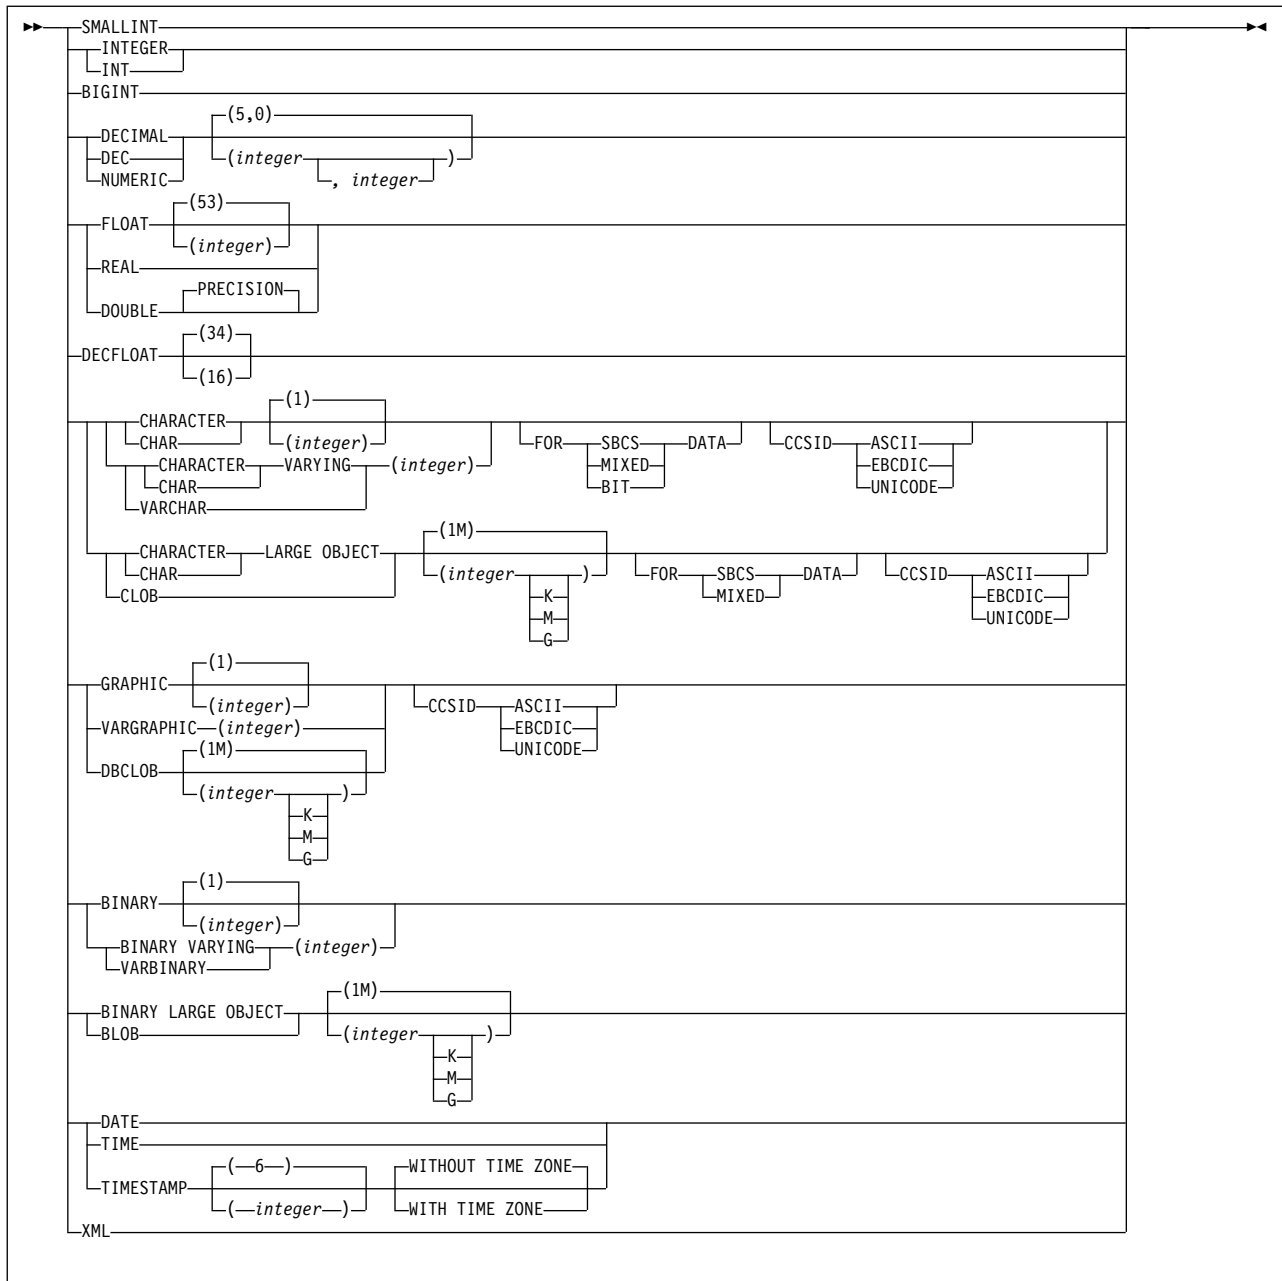 SMALLINT
INTEGER
INT
BIGINT
(5,0)
DECIMAL
DEC (integer )
NUMERIC , integer
(53)
FLOAT
(integer)
REAL
PRECISION
DOUBLE
(34)
DECFLOAT
(16)
(1)
CHARACTER
CHAR (integer) FOR SBCS DATA CCSID ASCII
CHARACTER VARYING (integer) MIXED EBCDIC
CHAR BIT UNICODE
VARCHAR
(1M)
CHARACTER LARGE OBJECT
CHAR (integer ) FOR SBCS DATA CCSID ASCII
CLOB K MIXED EBCDIC
M UNICODE
G
(1)
GRAPHIC
(integer) CCSID ASCII
VARGRAPHIC (integer) EBCDIC
(1M) UNICODE
DBCLOB
(integer )
K
M
G
(1)
BINARY
(integer)
BINARY VARYING (integer)
VARBINARY
(1M)
BINARY LARGE OBJECT
BLOB (integer )
K
M
G
DATE
TIME
( 6 ) WITHOUT TIME ZONE
TIMESTAMP
( integer ) WITH TIME ZONE
XML